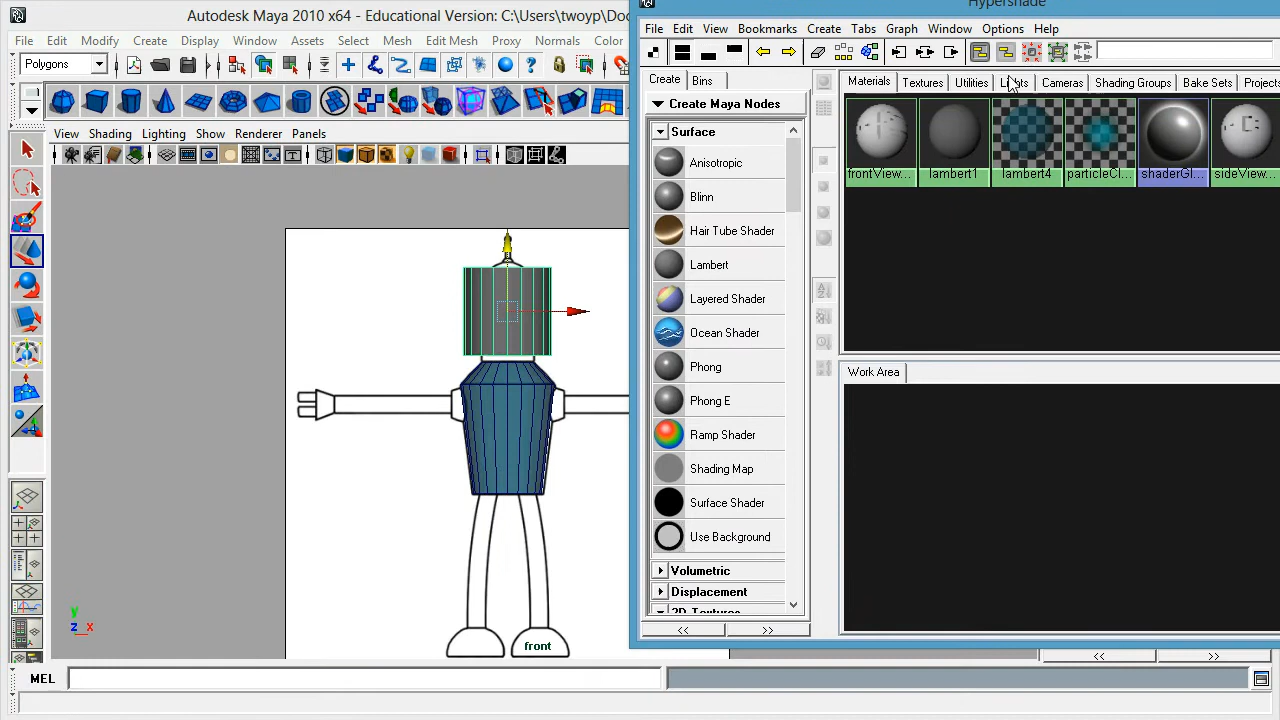 Autodesk Maya 2010 x64 - Educational Version: C:\Users\twoyp\Doc
File Edit Modify Create Display Window Assets Select Mesh Edit Mesh Proxy Normals Color
Polygons
View Shading Lighting Show Renderer Panels
front
MEL
Hypershade
File Edit View Bookmarks Create Tabs Graph Window Options Help
Create Bins
Create Maya Nodes
Surface
Anisotropic
Blinn
Hair Tube Shader
Lambert
Layered Shader
Ocean Shader
Phong
Phong E
Ramp Shader
Shading Map
Surface Shader
Use Background
Volumetric
Displacement
2D Textures
<< >>
Materials Textures Utilities Lights Cameras Shading Groups Bake Sets
frontView... lambert1 lambert4 particleCl... shaderGl... sideView...
Work Area
<< >>